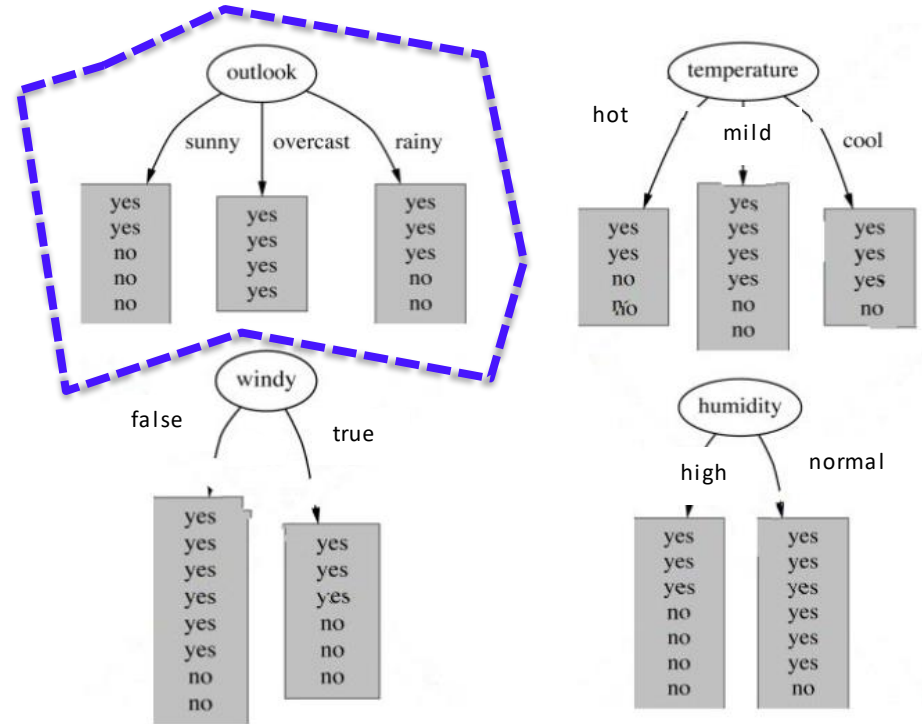 outlook
sunny overcast rainy
yes
yes
no
no
no
yes
yes
yes
yes
yes
yes
yes
no
no
temperature
hot
mild
cool
yes
yes
no
no
yes
yes
yes
yes
no
no
yes
yes
yes
no
windy
false
true
yes
yes
yes
yes
yes
yes
no
no
yes
yes
yes
no
no
no
humidity
high
normal
yes
yes
yes
no
no
no
no
yes
yes
yes
yes
yes
yes
no